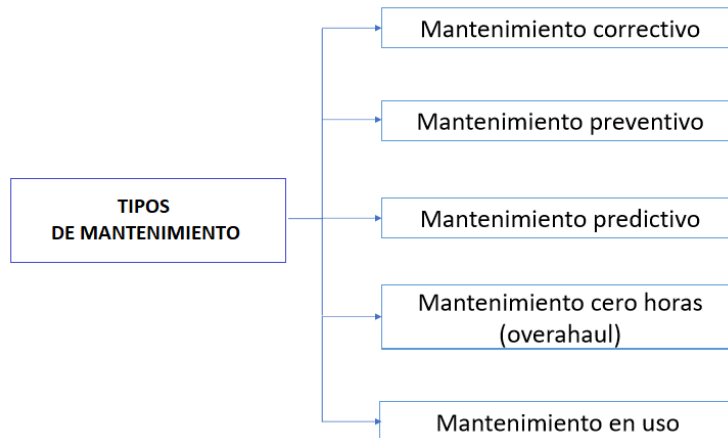 Mantenimiento correctivo
Mantenimiento preventivo
TIPOS
DE MANTENIMIENTO
Mantenimiento predictivo
Mantenimiento cero horas
(overahaul)
Mantenimiento en uso